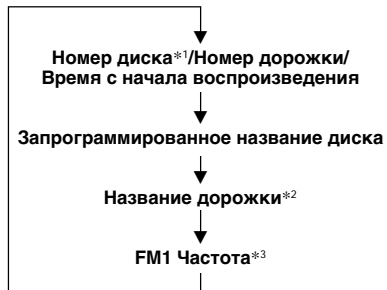 Номер диска*1/Номер дорожки/
Время с начала воспроизведения
Запрограммированное название диска
Название дорожки*2
FM1 Частота*3